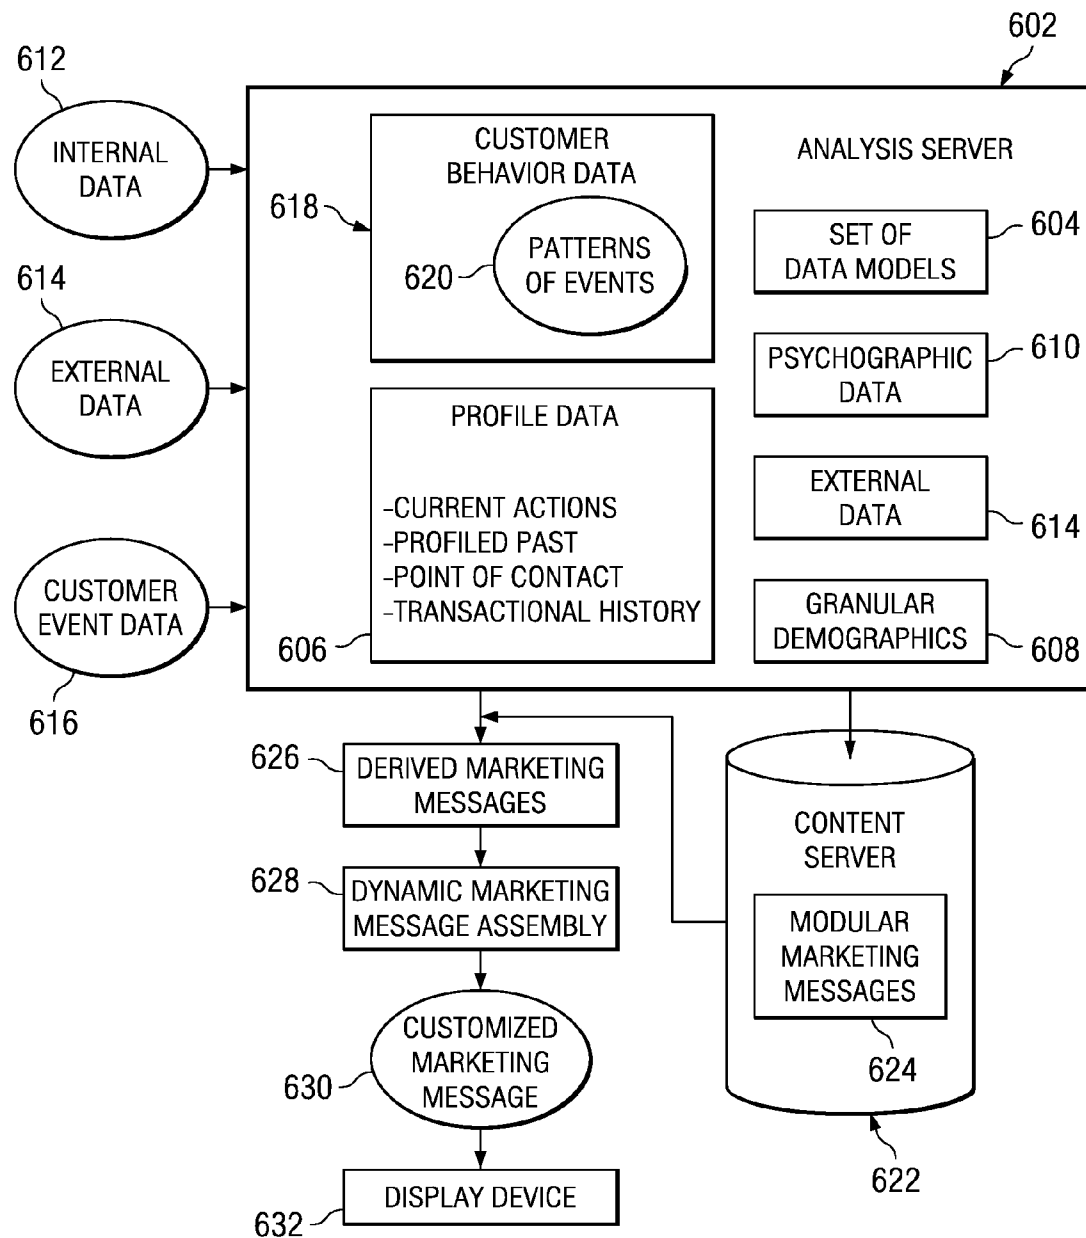 602
612
INTERNAL
DATA
614
EXTERNAL
DATA
CUSTOMER
EVENT DATA
616
CUSTOMER
BEHAVIOR DATA
618
620
PATTERNS
OF EVENTS
PROFILE DATA
-CURRENT ACTIONS
-PROFILED PAST
-POINT OF CONTACT
-TRANSACTIONAL HISTORY
606
ANALYSIS SERVER
604
SET OF
DATA MODELS
610
PSYCHOGRAPHIC
DATA
EXTERNAL
DATA
614
GRANULAR
DEMOGRAPHICS
608
626
DERIVED MARKETING
MESSAGES
628
DYNAMIC MARKETING
MESSAGE ASSEMBLY
CUSTOMIZED
MARKETING
MESSAGE
630
DISPLAY DEVICE
632
CONTENT
SERVER
MODULAR
MARKETING
MESSAGES
624
622